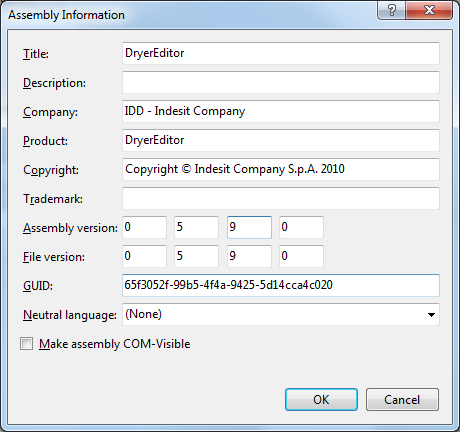 Assembly Information
Title: DryerEditor
Description:
Company: IDD - Indesit Company
Product: DryerEditor
Copyright: Copyright © Indesit Company S.p.A. 2010
Trademark:
Assembly version: 0 5 9 0
File version: 0 5 9 0
GUID: 65f3052f-99b5-4f4a-9425-5d14cca4c020
Neutral language: (None)
Make assembly COM-Visible
OK Cancel